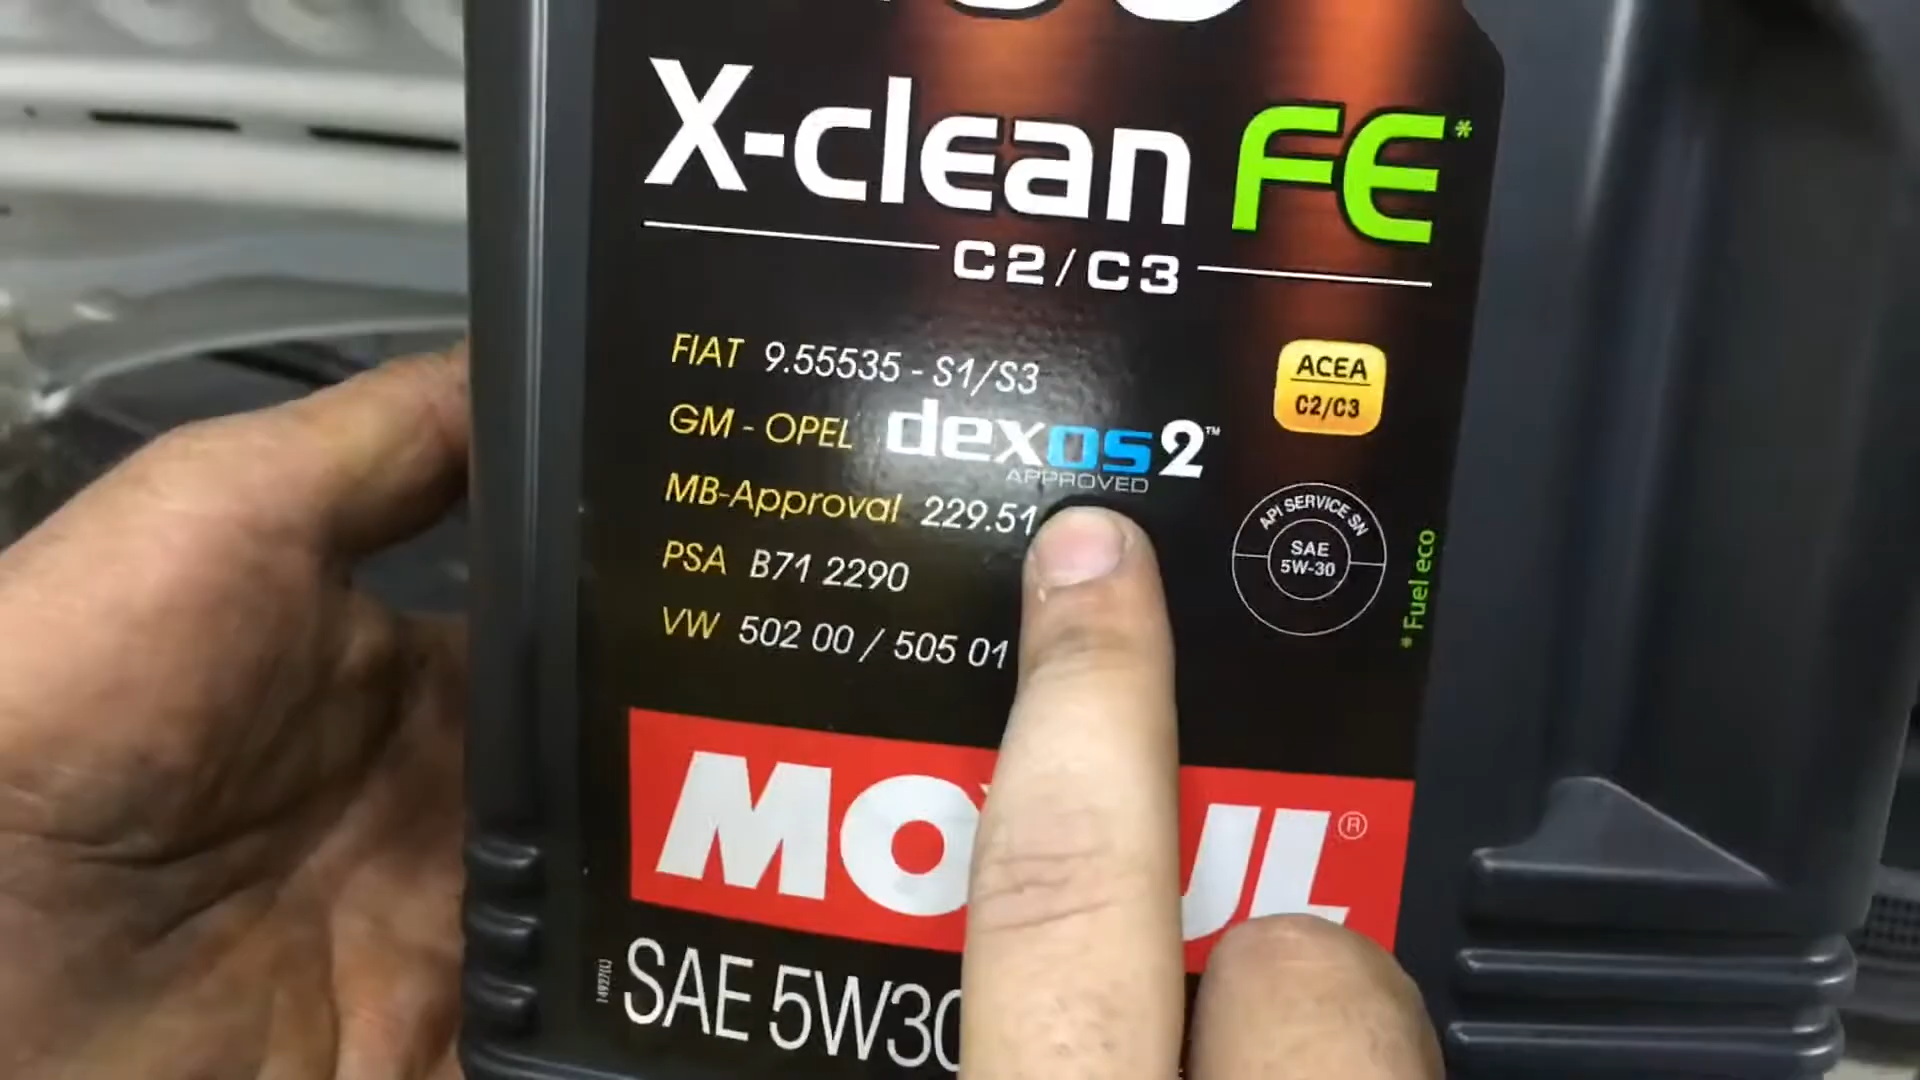 X-clean FE*
C2/C3
FIAT 9.55535 - S1/S3
GM - OPEL dexos2™
APPROVED
MB-Approval 229.51
PSA B71 2290
VW 502 00 / 505 01
ACEA
C2/C3
API SERVICE SN
SAE
5W-30
* Fuel eco
SAE 5W30
14927(L)